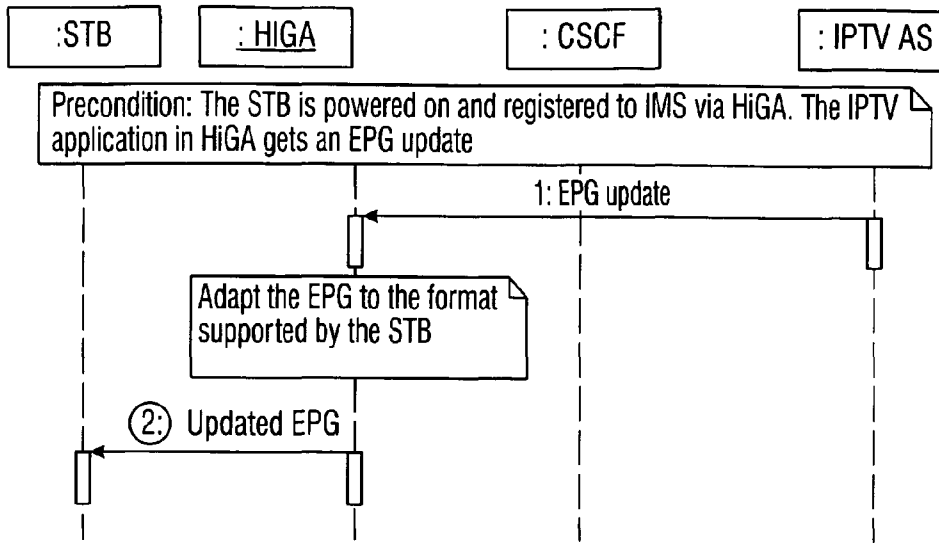 :STB
: HIGA
: CSCF
: IPTV AS
Precondition: The STB is powered on and registered to IMS via HiGA. The IPTV
application in HiGA gets an EPG update
1: EPG update
Adapt the EPG to the format
supported by the STB
2: Updated EPG